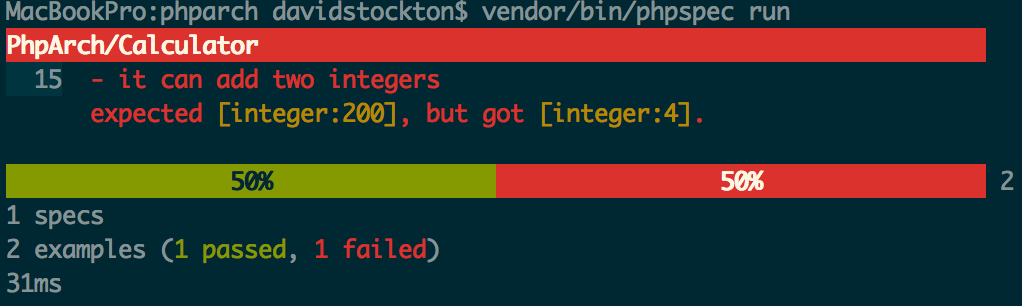 MacBookPro:phparch davidstockton$ vendor/bin/phpspec run
PhpArch/Calculator
15 - it can add two integers
expected [integer:200], but got [integer:4].
50% 50% 2
1 specs
2 examples (1 passed, 1 failed)
31ms